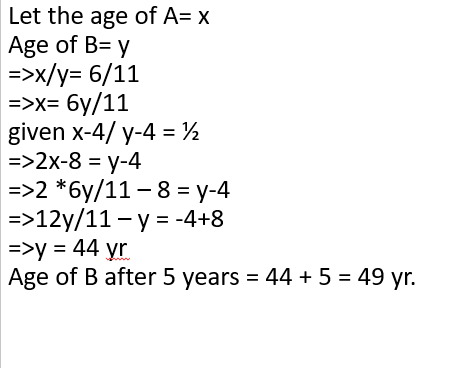 Let the age of A= x
Age of B= y
=>x/y= 6/11
=>x= 6y/11
given x-4/ y-4 = ½
=>2x-8 = y-4
=>2 *6y/11 – 8 = y-4
=>12y/11 – y = -4+8
=>y = 44 yr
Age of B after 5 years = 44 + 5 = 49 yr.